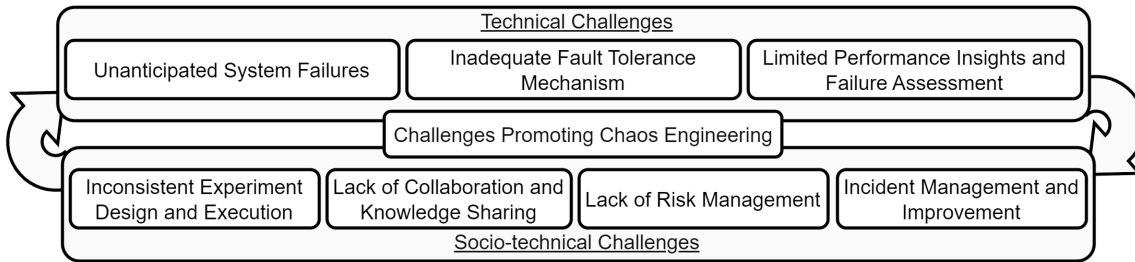 Technical Challenges
Unanticipated System Failures
Inadequate Fault Tolerance
Mechanism
Limited Performance Insights and
Failure Assessment
Challenges Promoting Chaos Engineering
Inconsistent Experiment
Design and Execution
Lack of Collaboration and
Knowledge Sharing
Lack of Risk Management
Incident Management and
Improvement
Socio-technical Challenges